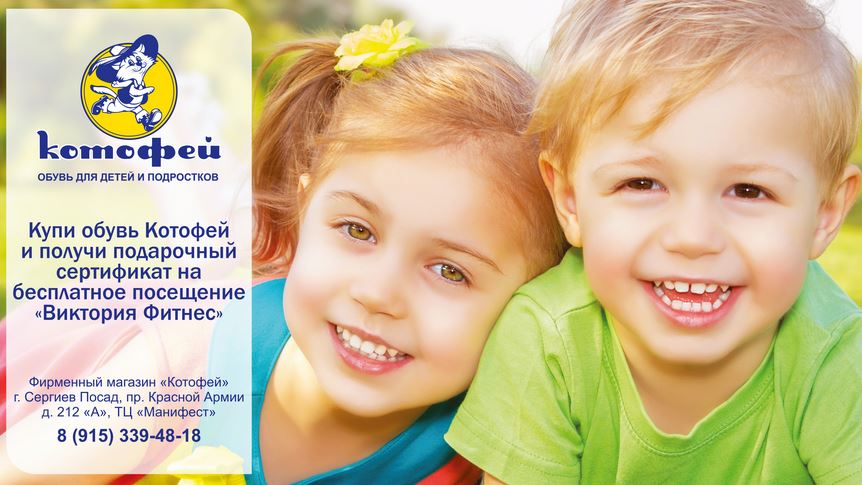 котофей
ОБУВЬ ДЛЯ ДЕТЕЙ И ПОДРОСТКОВ
Купи обувь Котофей
и получи подарочный
сертификат на
бесплатное посещение
«Виктория Фитнес»
Фирменный магазин «Котофей»
г. Сергиев Посад, пр. Красной Армии
д. 212 «А», ТЦ «Манифест»
8 (915) 339-48-18